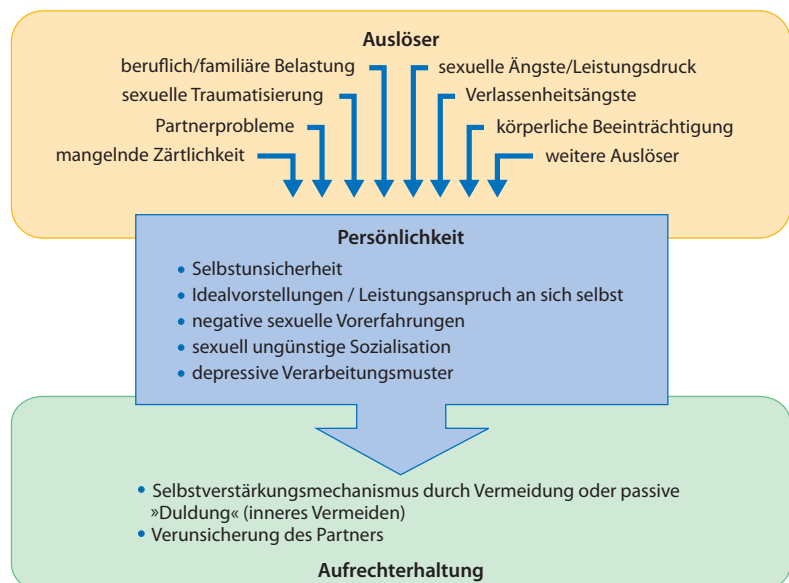 Auslöser
beruflich/familiäre Belastung
sexuelle Ängste/Leistungsdruck
sexuelle Traumatisierung
Verlassenheitsängste
Partnerprobleme
körperliche Beeinträchtigung
mangelnde Zärtlichkeit
weitere Auslöser
Persönlichkeit
• Selbstunsicherheit
• Idealvorstellungen / Leistungsanspruch an sich selbst
• negative sexuelle Vorerfahrungen
• sexuell ungünstige Sozialisation
• depressive Verarbeitungsmuster
• Selbstverstärkungsmechanismus durch Vermeidung oder passive
»Duldung« (inneres Vermeiden)
• Verunsicherung des Partners
Aufrechterhaltung